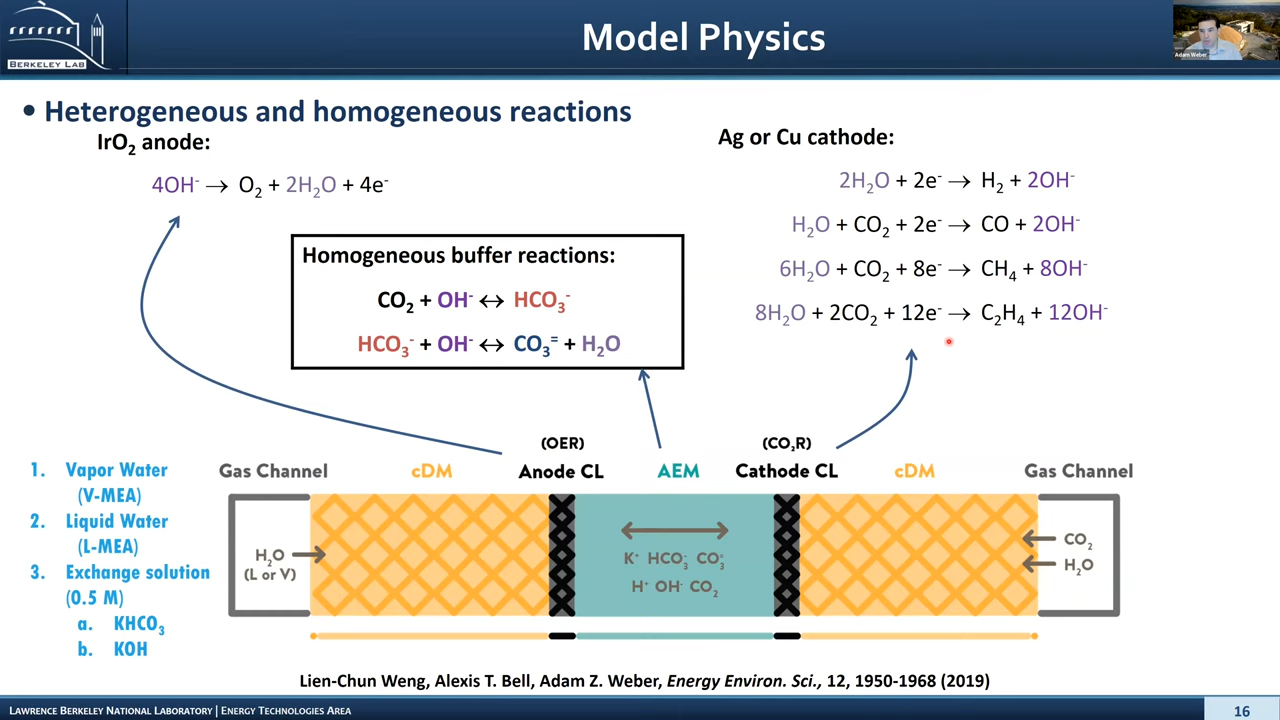 BERKELEY LAB
Model Physics
Adam Weber
• Heterogeneous and homogeneous reactions
IrO₂ anode:
4OH⁻ → O₂ + 2H₂O + 4e⁻
Ag or Cu cathode:
2H₂O + 2e⁻ → H₂ + 2OH⁻
H₂O + CO₂ + 2e⁻ → CO + 2OH⁻
6H₂O + CO₂ + 8e⁻ → CH₄ + 8OH⁻
8H₂O + 2CO₂ + 12e⁻ → C₂H₄ + 12OH⁻
Homogeneous buffer reactions:
CO₂ + OH⁻ ↔ HCO₃⁻
HCO₃⁻ + OH⁻ ↔ CO₃⁼ + H₂O
1. Vapor Water
(V-MEA)
2. Liquid Water
(L-MEA)
3. Exchange solution
(0.5 M)
a. KHCO₃
b. KOH
(OER)
(CO₂R)
Gas Channel cDM Anode CL AEM Cathode CL cDM Gas Channel
H₂O
(L or V)
K⁺ HCO₃⁻ CO₃⁼
H⁺ OH⁻ CO₂
CO₂
H₂O
Lien-Chun Weng, Alexis T. Bell, Adam Z. Weber, Energy Environ. Sci., 12, 1950-1968 (2019)
LAWRENCE BERKELEY NATIONAL LABORATORY | ENERGY TECHNOLOGIES AREA
16